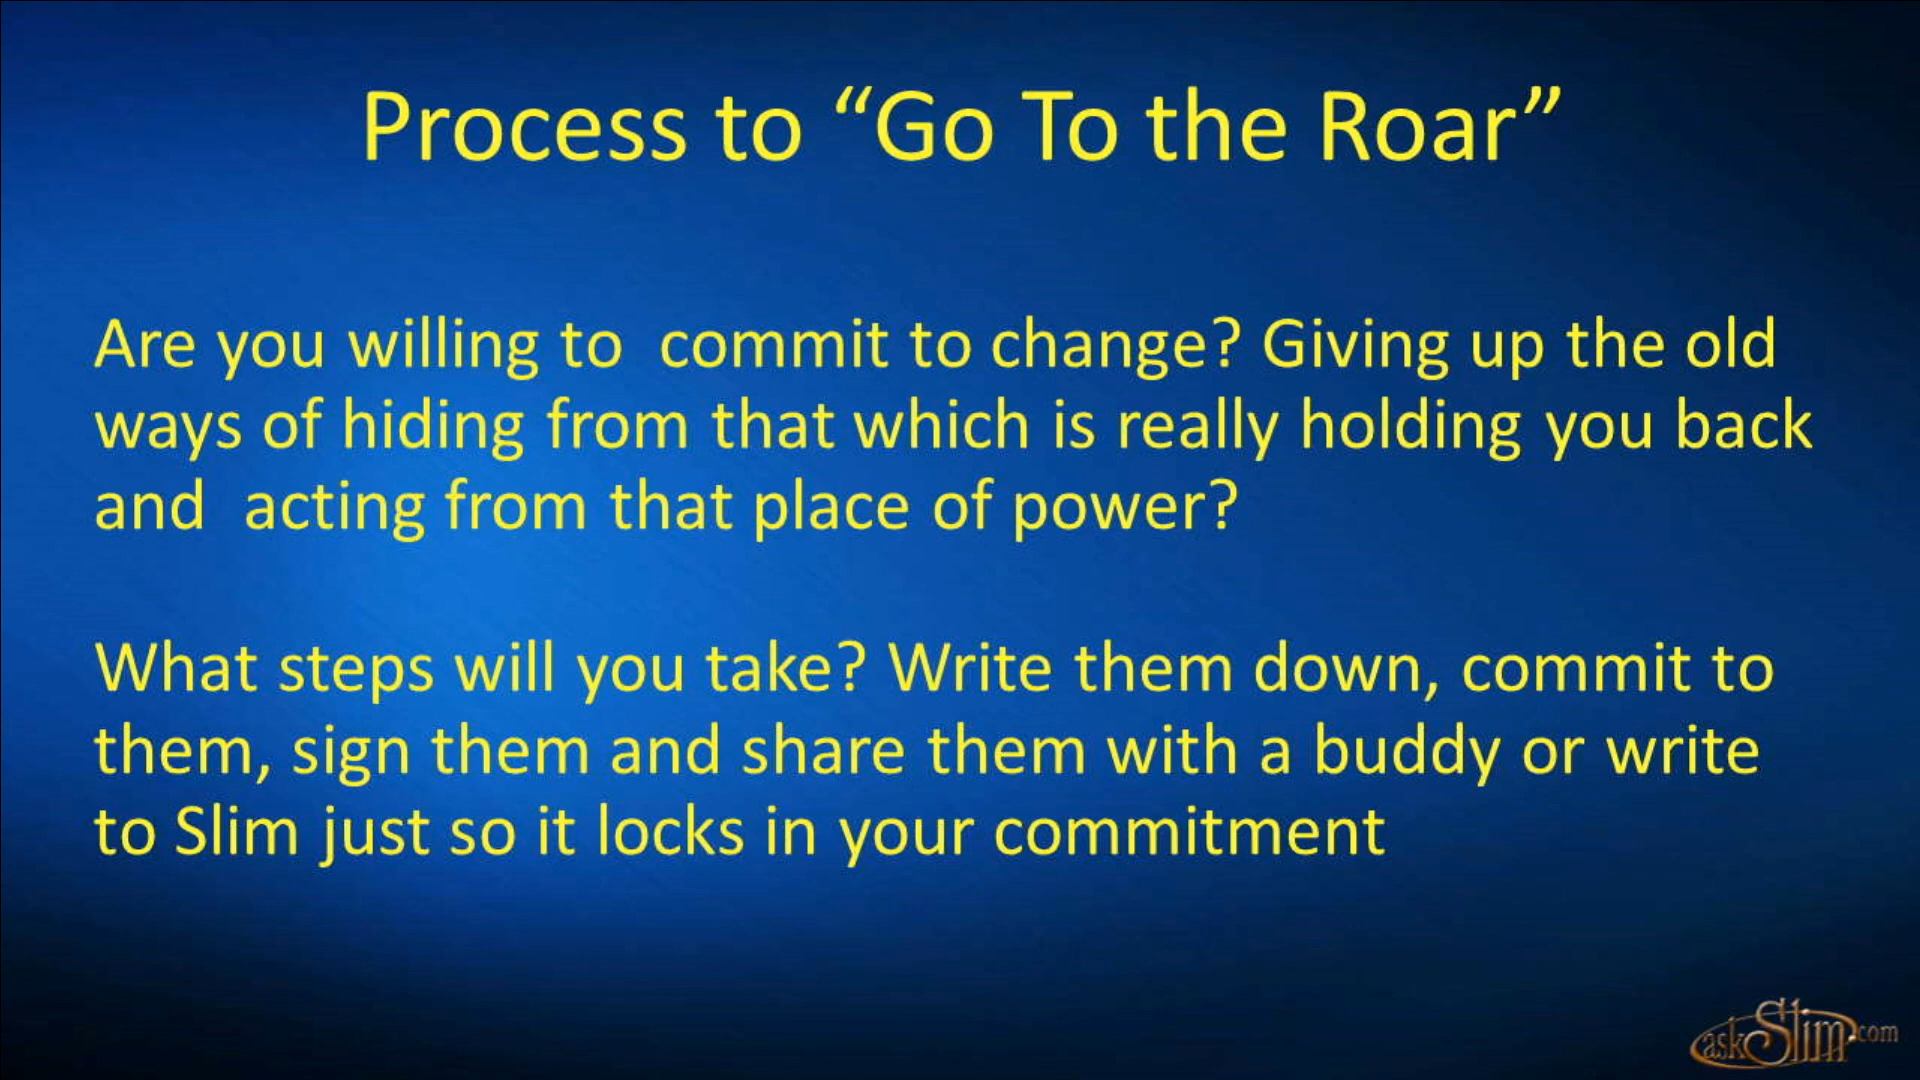 Process to “Go To the Roar”
Are you willing to  commit to change? Giving up the old
ways of hiding from that which is really holding you back
and  acting from that place of power?
What steps will you take? Write them down, commit to
them, sign them and share them with a buddy or write
to Slim just so it locks in your commitment
askSlim.com